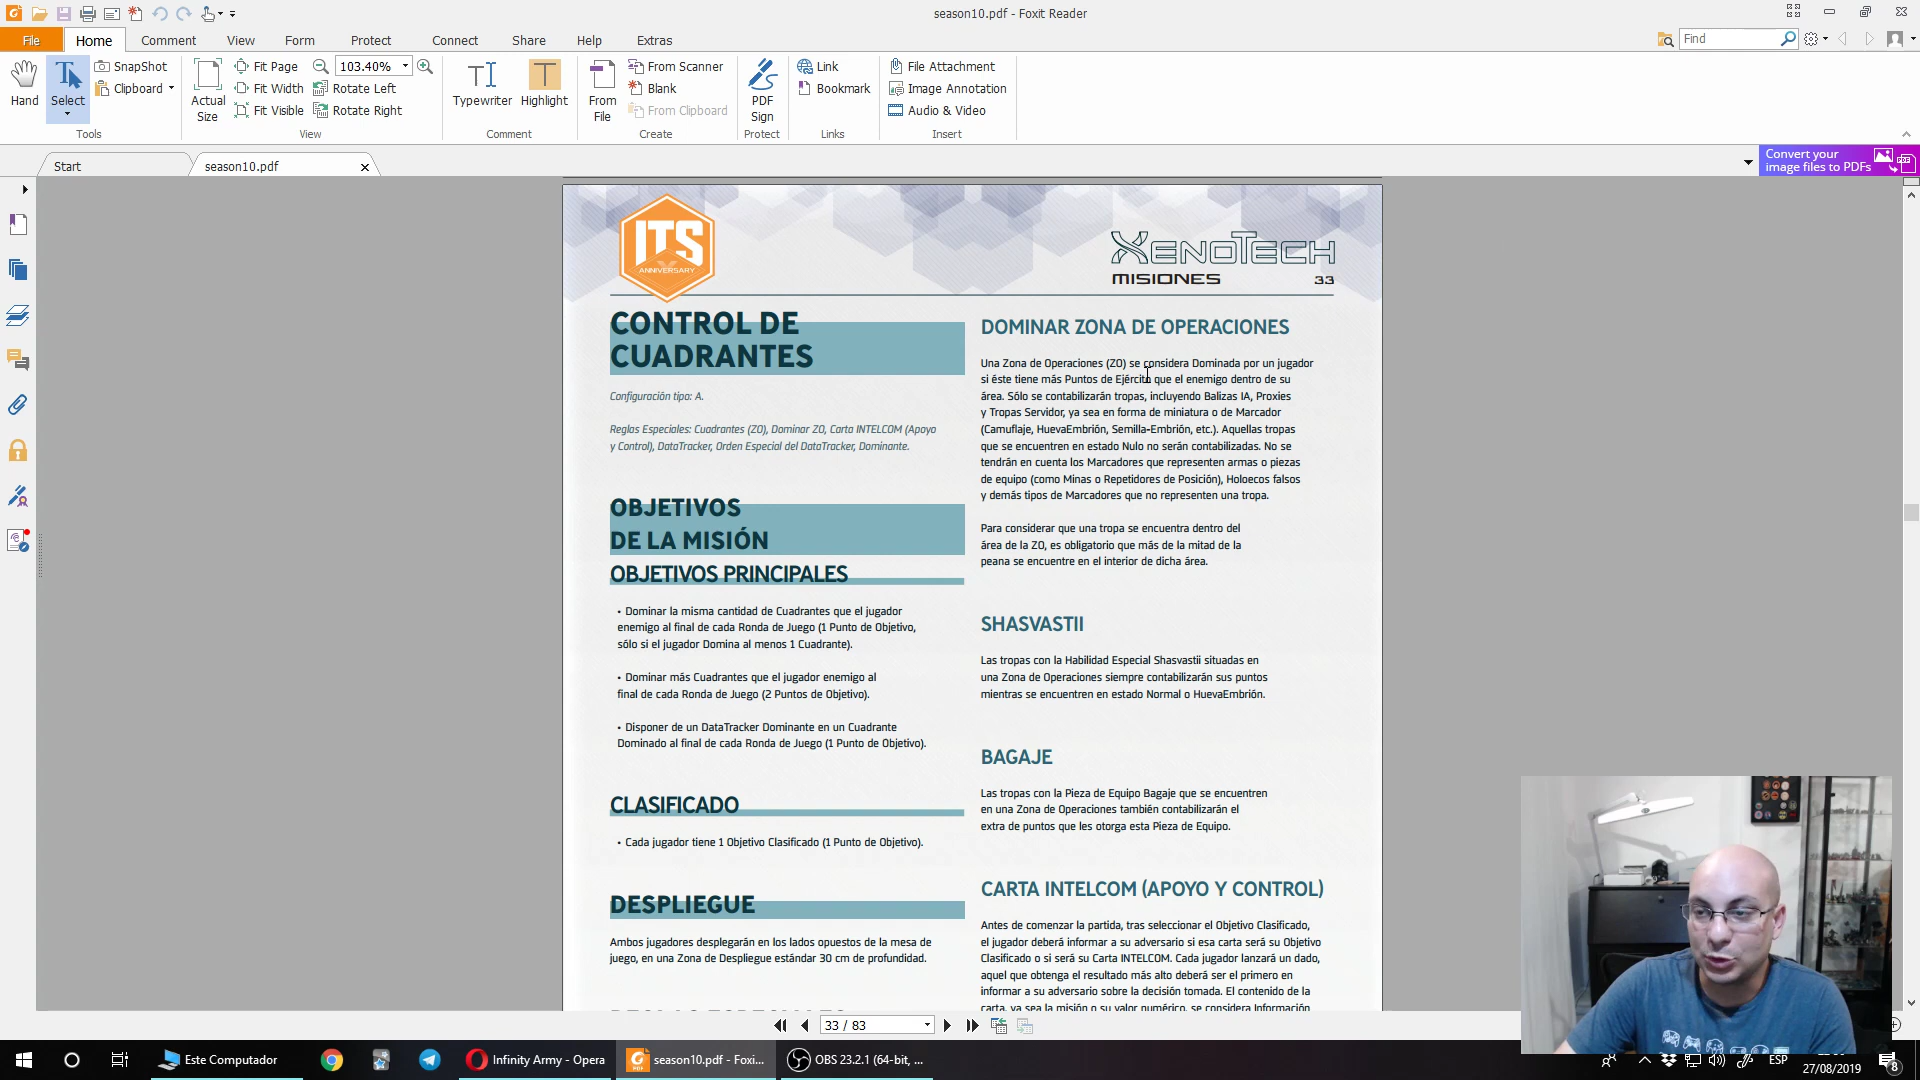 season10.pdf - Foxit Reader
File Home Comment View Form Protect Connect Share Help Extras
Find
Hand
Select
SnapShot
Clipboard
Tools
Actual
Size
Fit Page
Fit Width
Fit Visible
103.40%
Rotate Left
Rotate Right
View
Typewriter
Highlight
Comment
From
File
From Scanner
Blank
From Clipboard
Create
PDF
Sign
Protect
Link
Bookmark
Links
File Attachment
Image Annotation
Audio & Video
Insert
Start
season10.pdf
Convert your
image files to PDFs
ITS
ANNIVERSARY
XENOTECH
MISIONES 33
CONTROL DE
CUADRANTES
Configuración tipo: A.
Reglas Especiales: Cuadrantes (ZO), Dominar ZO, Carta INTELCOM (Apoyo
y Control), DataTracker, Orden Especial del DataTracker, Dominante.
OBJETIVOS
DE LA MISIÓN
OBJETIVOS PRINCIPALES
• Dominar la misma cantidad de Cuadrantes que el jugador
enemigo al final de cada Ronda de Juego (1 Punto de Objetivo,
sólo si el jugador Domina al menos 1 Cuadrante).
• Dominar más Cuadrantes que el jugador enemigo al
final de cada Ronda de Juego (2 Puntos de Objetivo).
• Disponer de un DataTracker Dominante en un Cuadrante
Dominado al final de cada Ronda de Juego (1 Punto de Objetivo).
CLASIFICADO
• Cada jugador tiene 1 Objetivo Clasificado (1 Punto de Objetivo).
DESPLIEGUE
Ambos jugadores desplegarán en los lados opuestos de la mesa de
juego, en una Zona de Despliegue estándar 30 cm de profundidad.
DOMINAR ZONA DE OPERACIONES
Una Zona de Operaciones (ZO) se considera Dominada por un jugador
si éste tiene más Puntos de Ejército que el enemigo dentro de su
área. Sólo se contabilizarán tropas, incluyendo Balizas IA, Proxies
y Tropas Servidor, ya sea en forma de miniatura o de Marcador
(Camuflaje, HuevaEmbrión, Semilla-Embrión, etc.). Aquellas tropas
que se encuentren en estado Nulo no serán contabilizadas. No se
tendrán en cuenta los Marcadores que representen armas o piezas
de equipo (como Minas o Repetidores de Posición), Holoecos falsos
y demás tipos de Marcadores que no representen una tropa.
Para considerar que una tropa se encuentra dentro del
área de la ZO, es obligatorio que más de la mitad de la
peana se encuentre en el interior de dicha área.
SHASVASTII
Las tropas con la Habilidad Especial Shasvastii situadas en
una Zona de Operaciones siempre contabilizarán sus puntos
mientras se encuentren en estado Normal o HuevaEmbrión.
BAGAJE
Las tropas con la Pieza de Equipo Bagaje que se encuentren
en una Zona de Operaciones también contabilizarán el
extra de puntos que les otorga esta Pieza de Equipo.
CARTA INTELCOM (APOYO Y CONTROL)
Antes de comenzar la partida, tras seleccionar el Objetivo Clasificado,
el jugador deberá informar a su adversario si esa carta será su Objetivo
Clasificado o si será su Carta INTELCOM. Cada jugador lanzará un dado,
aquel que obtenga el resultado más alto deberá ser el primero en
informar a su adversario sobre la decisión tomada. El contenido de la
carta, ya sea la misión o su valor numérico, se considera Información
33 / 83
Este Computador
Infinity Army - Opera
season10.pdf - Foxi...
OBS 23.2.1 (64-bit, ...
ESP
27/08/2019
8